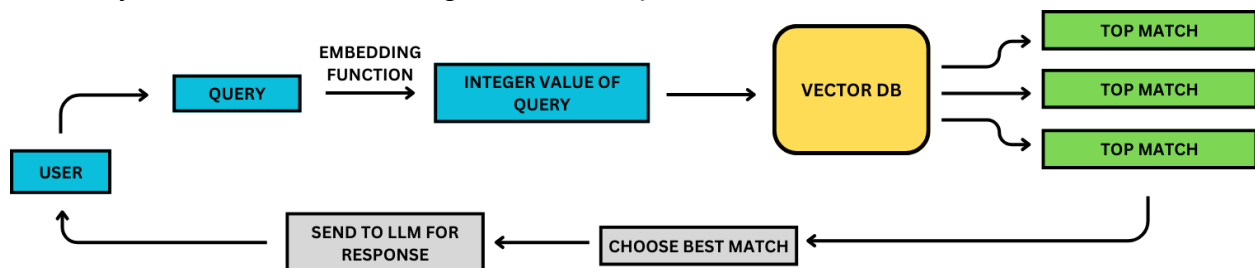 TOP MATCH
EMBEDDING
FUNCTION
QUERY
INTEGER VALUE OF
QUERY
VECTOR DB
TOP MATCH
TOP MATCH
USER
SEND TO LLM FOR
RESPONSE
CHOOSE BEST MATCH